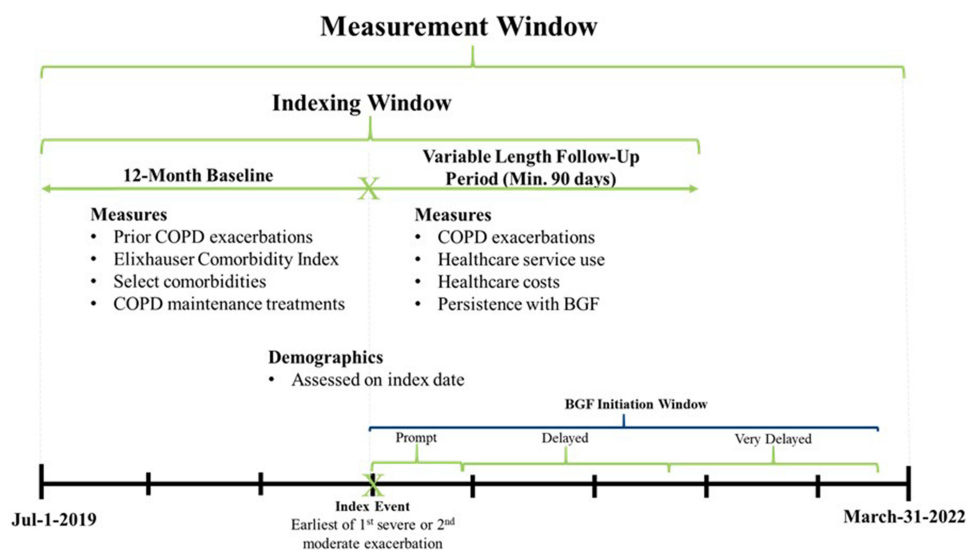 Measurement Window
Indexing Window
12-Month Baseline
Variable Length Follow-Up
Period (Min. 90 days)
X
Measures
• Prior COPD exacerbations
• Elixhauser Comorbidity Index
• Select comorbidities
• COPD maintenance treatments
Measures
• COPD exacerbations
• Healthcare service use
• Healthcare costs
• Persistence with BGF
Demographics
• Assessed on index date
BGF Initiation Window
Prompt
Delayed
Very Delayed
X
Jul-1-2019
Index Event
Earliest of 1st severe or 2nd
moderate exacerbation
March-31-2022